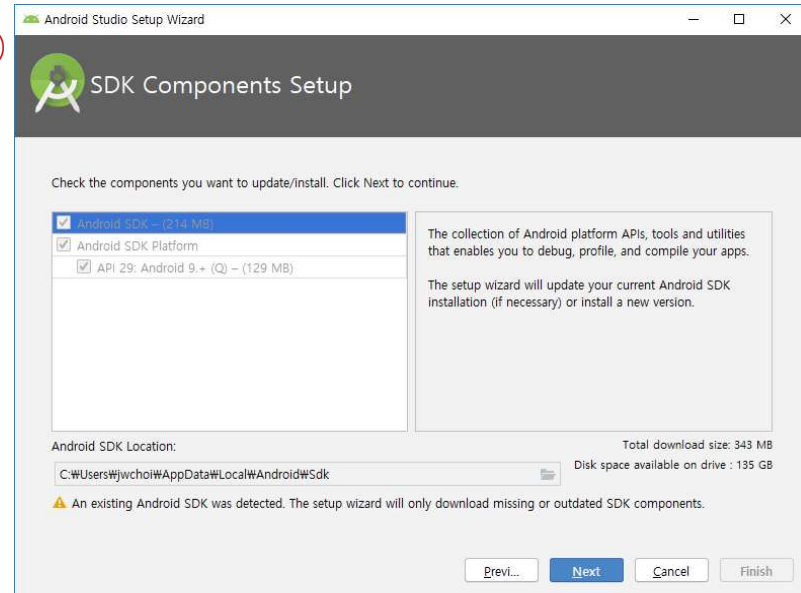 Android Studio Setup Wizard
SDK Components Setup
Check the components you want to update/install. Click Next to continue.
Android SDK – (214 MB)
Android SDK Platform
API 29: Android 9.+ (Q) – (129 MB)
The collection of Android platform APIs, tools and utilities
that enables you to debug, profile, and compile your apps.
The setup wizard will update your current Android SDK
installation (if necessary) or install a new version.
Android SDK Location:
Total download size: 343 MB
Disk space available on drive : 135 GB
C:₩Users₩jwchoi₩AppData₩Local₩Android₩Sdk
An existing Android SDK was detected. The setup wizard will only download missing or outdated SDK components.
Previ...
Next
Cancel
Finish